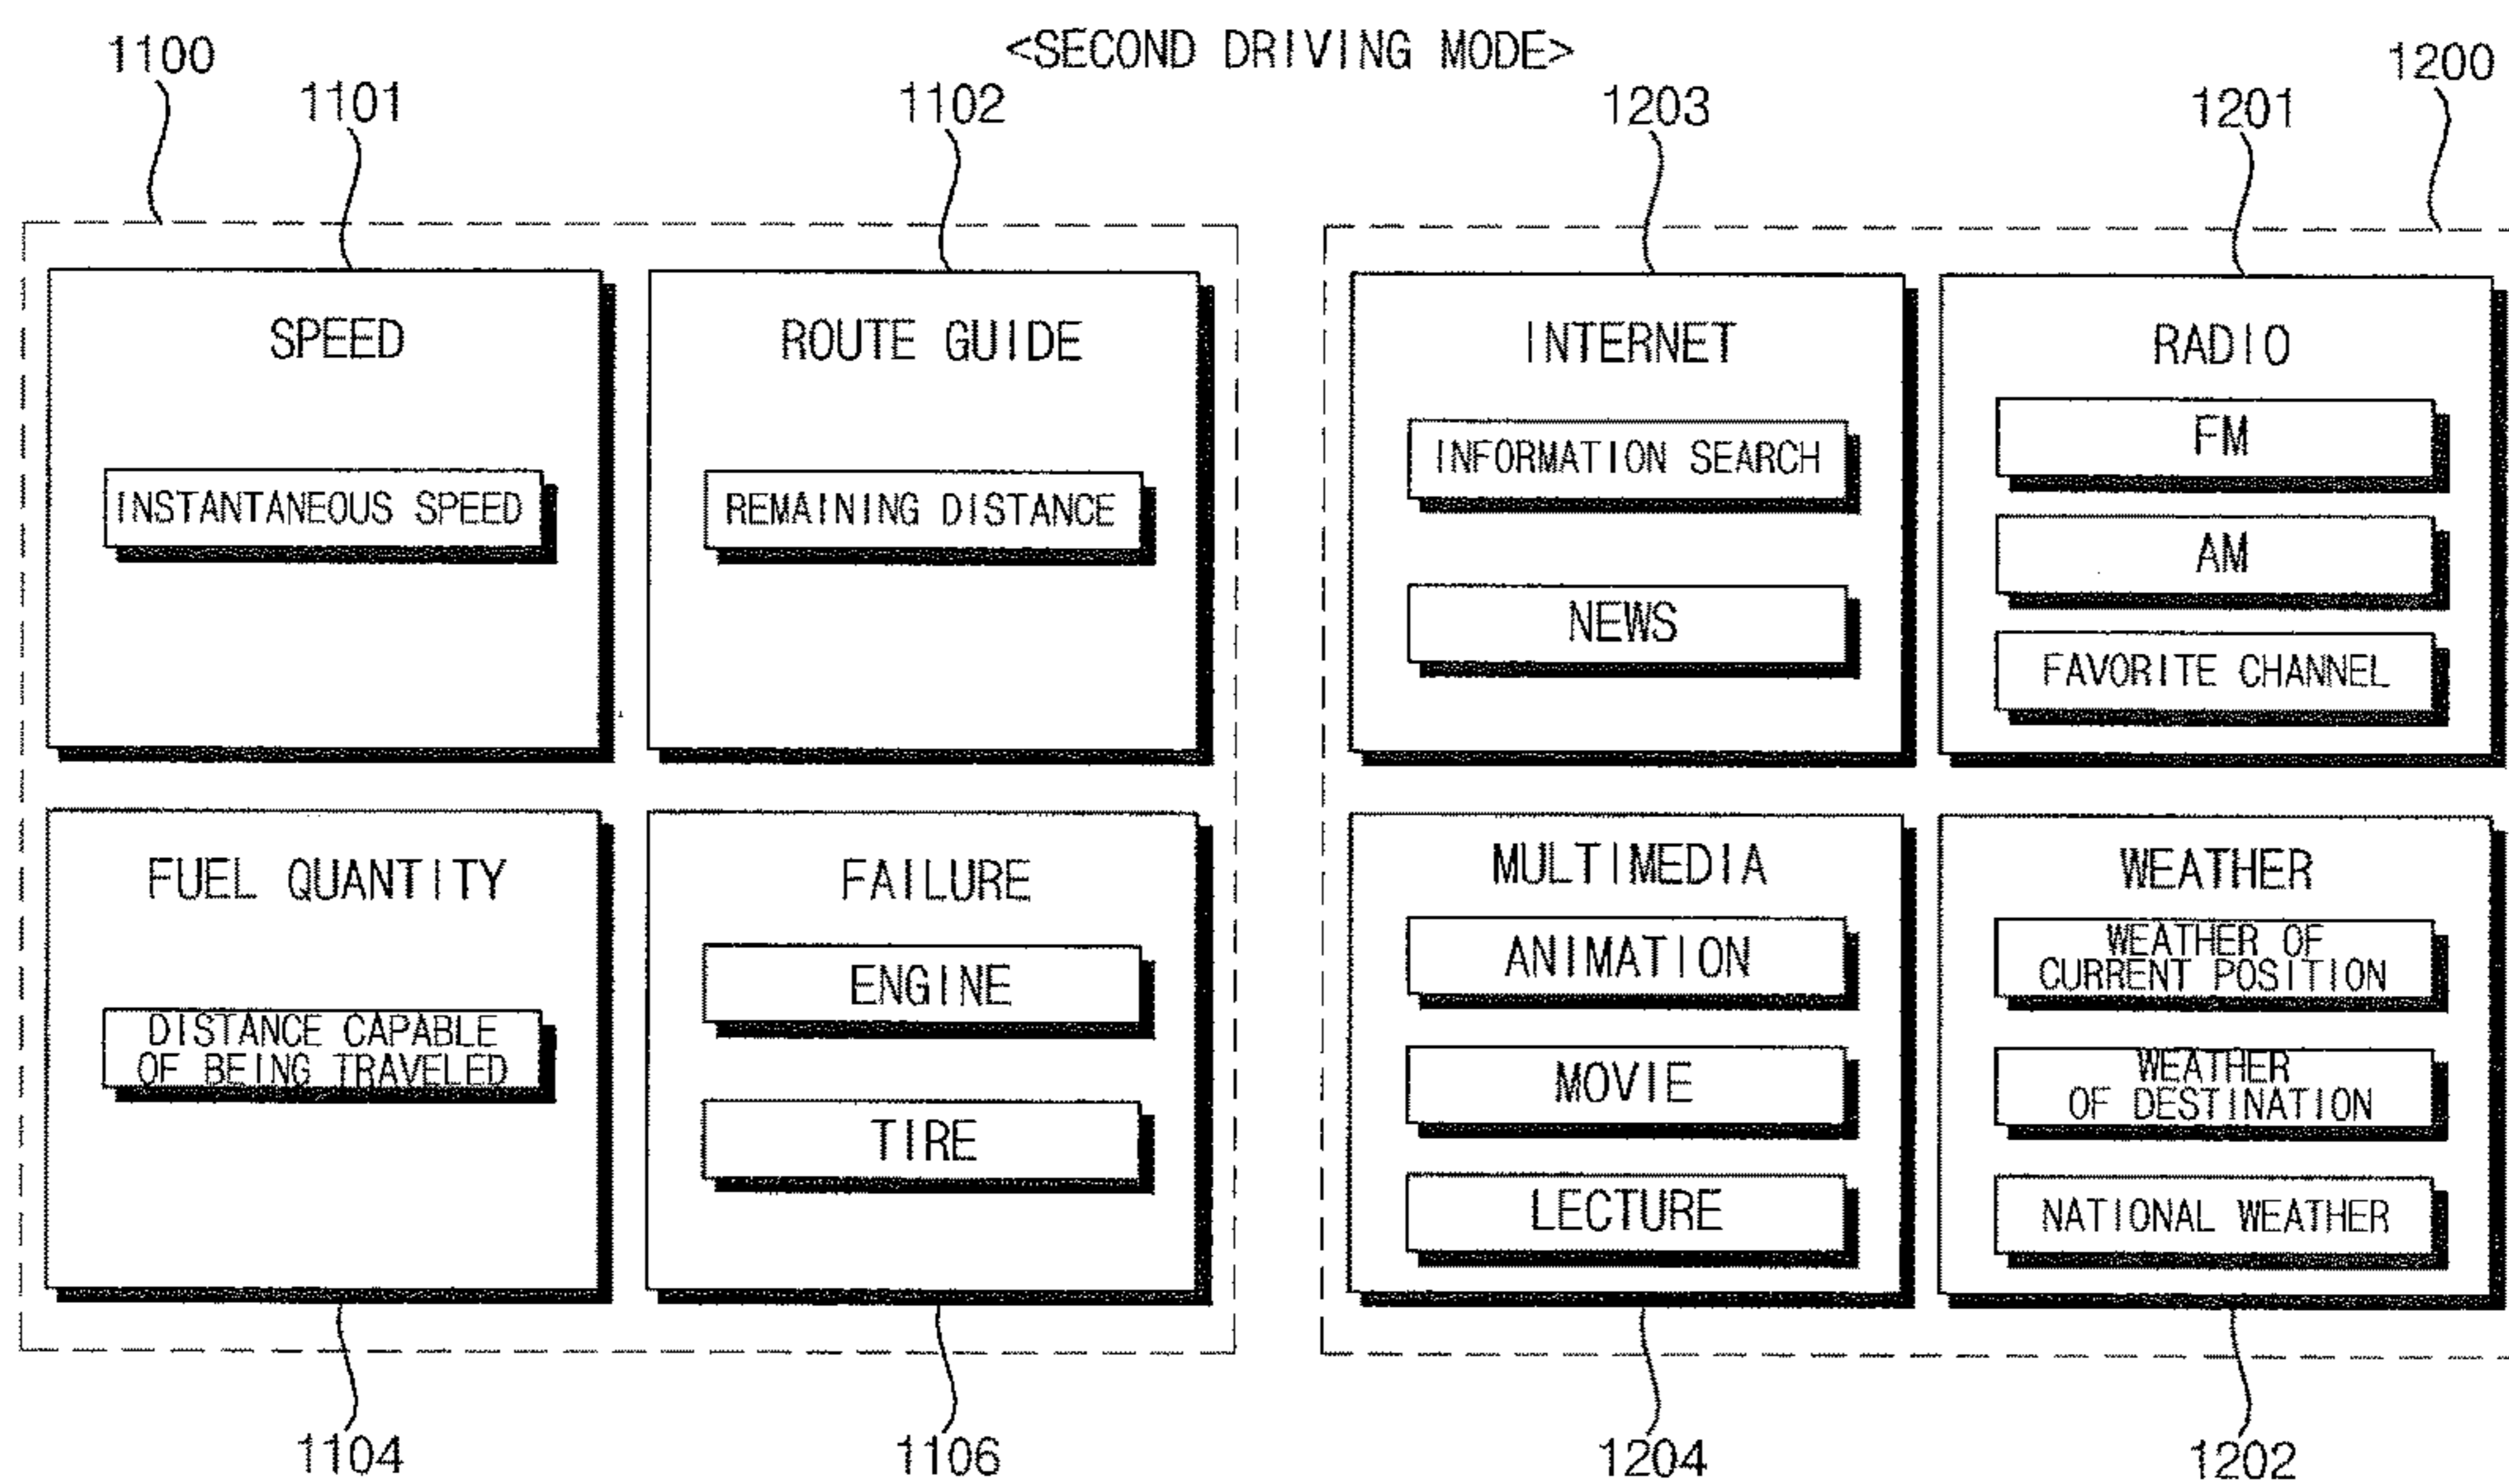 <SECOND DRIVING MODE>
1100
1101
1102
1203
1201
1200
SPEED
INSTANTANEOUS SPEED
ROUTE GUIDE
REMAINING DISTANCE
FUEL QUANTITY
DISTANCE CAPABLE
OF BEING TRAVELED
FAILURE
ENGINE
TIRE
INTERNET
INFORMATION SEARCH
NEWS
RADIO
FM
AM
FAVORITE CHANNEL
MULTIMEDIA
ANIMATION
MOVIE
LECTURE
WEATHER
WEATHER OF
CURRENT POSITION
WEATHER
OF DESTINATION
NATIONAL WEATHER
1104
1106
1204
1202